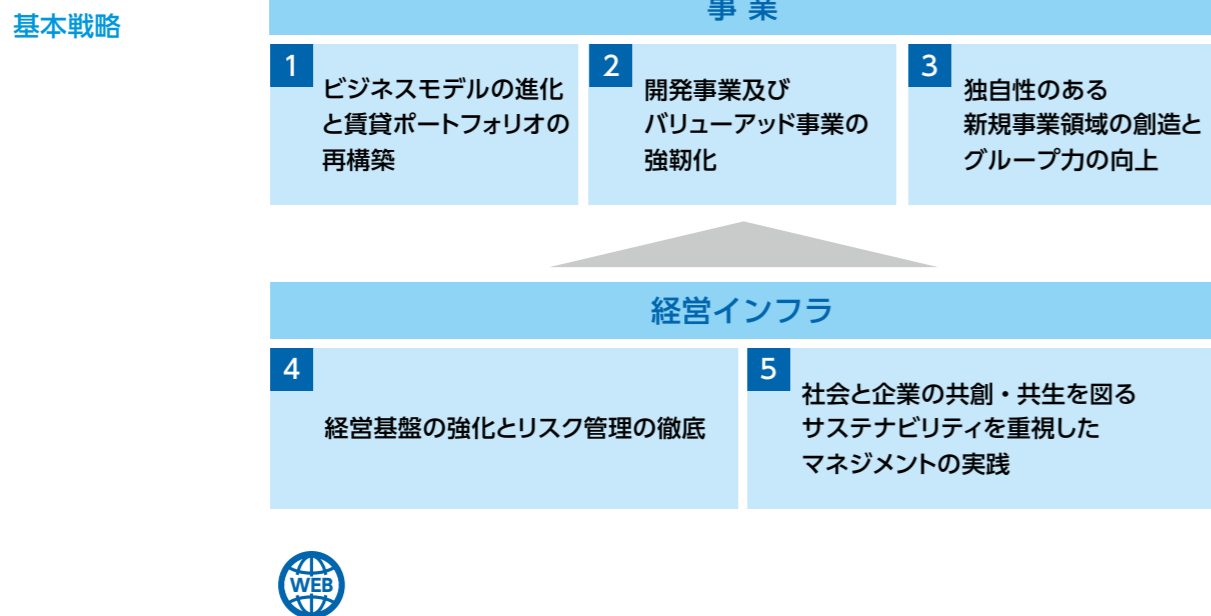 基本戦略
事 業
1
ビジネスモデルの進化
と賃貸ポートフォリオの
再構築
2
開発事業及び
バリューアッド事業の
強靭化
3
独自性のある
新規事業領域の創造と
グループ力の向上
経営インフラ
4
経営基盤の強化とリスク管理の徹底
5
社会と企業の共創・共生を図る
サステナビリティを重視した
マネジメントの実践
WEB